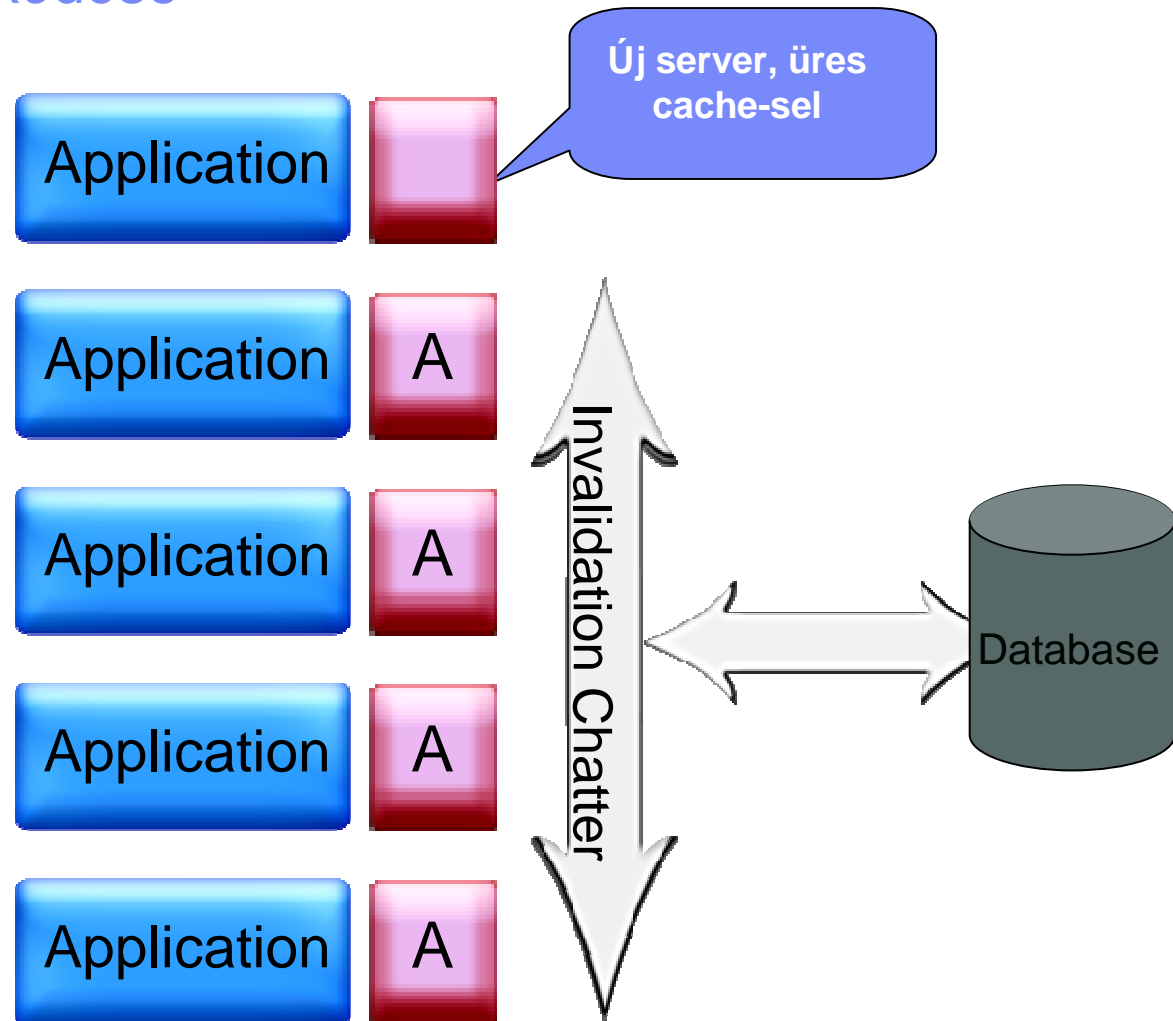 Új server, üres
cache-sel
Application
Application A
Application A
Application A
Application A
Invalidation Chatter
Database